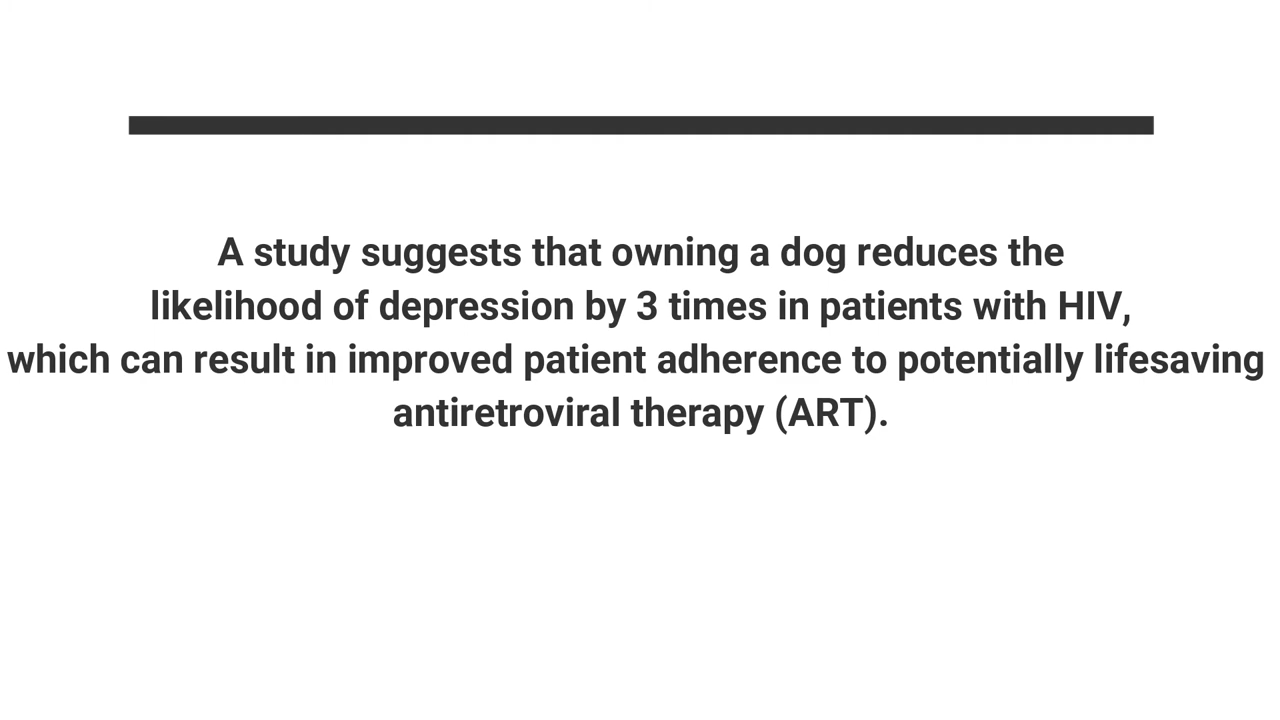 A study suggests that owning a dog reduces the
likelihood of depression by 3 times in patients with HIV,
which can result in improved patient adherence to potentially lifesaving
antiretroviral therapy (ART).